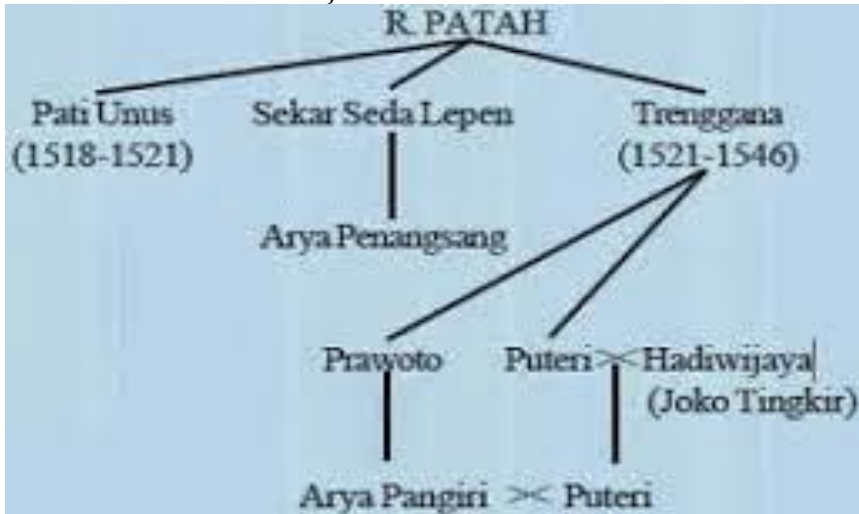 R. PATAH
Pati Unus Sekar Seda Lepen Trenggana
(1518-1521) (1521-1546)
Arya Penangsang
Prawoto Puteri >< Hadiwijaya
(Joko Tingkir)
Arya Pangiri >< Puteri